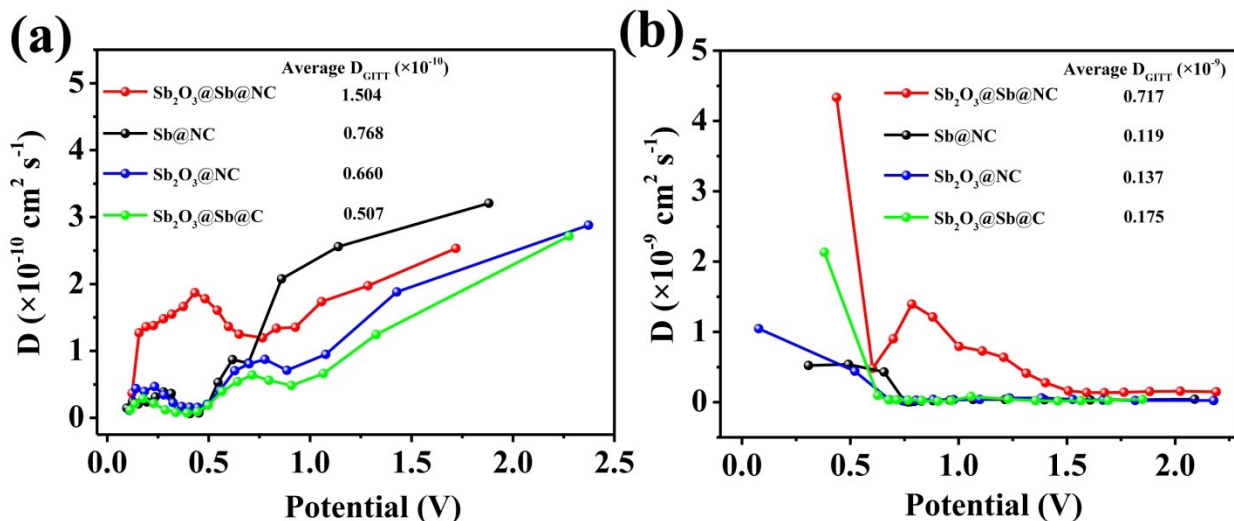 (a)
Average D_GITT (×10⁻¹⁰)
Sb₂O₃@Sb@NC 1.504
Sb@NC 0.768
Sb₂O₃@NC 0.660
Sb₂O₃@Sb@C 0.507
D (×10⁻¹⁰ cm² s⁻¹)
5
4
3
2
1
0
0.0 0.5 1.0 1.5 2.0 2.5
Potential (V)
(b)
Average D_GITT (×10⁻⁹)
Sb₂O₃@Sb@NC 0.717
Sb@NC 0.119
Sb₂O₃@NC 0.137
Sb₂O₃@Sb@C 0.175
D (×10⁻⁹ cm² s⁻¹)
5
4
3
2
1
0
0.0 0.5 1.0 1.5 2.0
Potential (V)